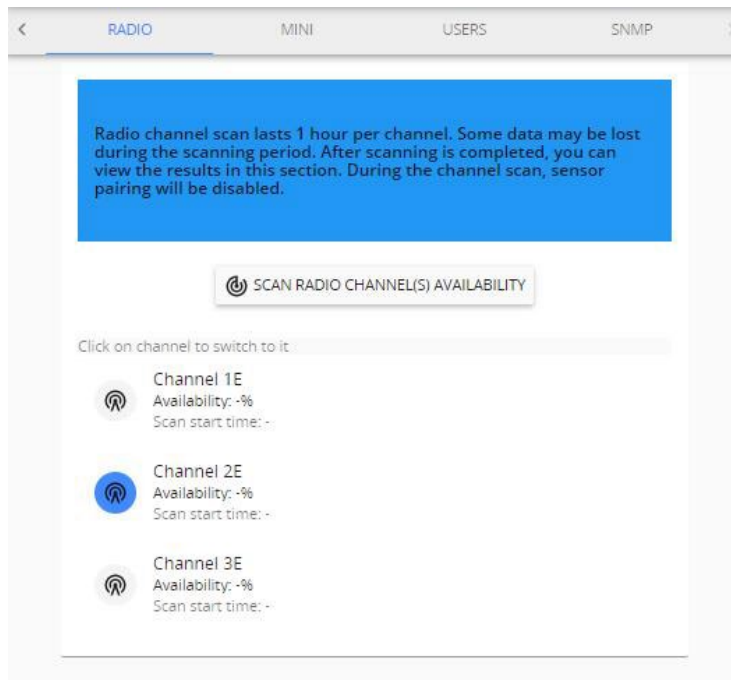 RADIO MINI USERS SNMP
Radio channel scan lasts 1 hour per channel. Some data may be lost
during the scanning period. After scanning is completed, you can
view the results in this section. During the channel scan, sensor
pairing will be disabled.
SCAN RADIO CHANNEL(S) AVAILABILITY
Click on channel to switch to it
Channel 1E
Availability: -%
Scan start time: -
Channel 2E
Availability: -%
Scan start time: -
Channel 3E
Availability: -%
Scan start time: -